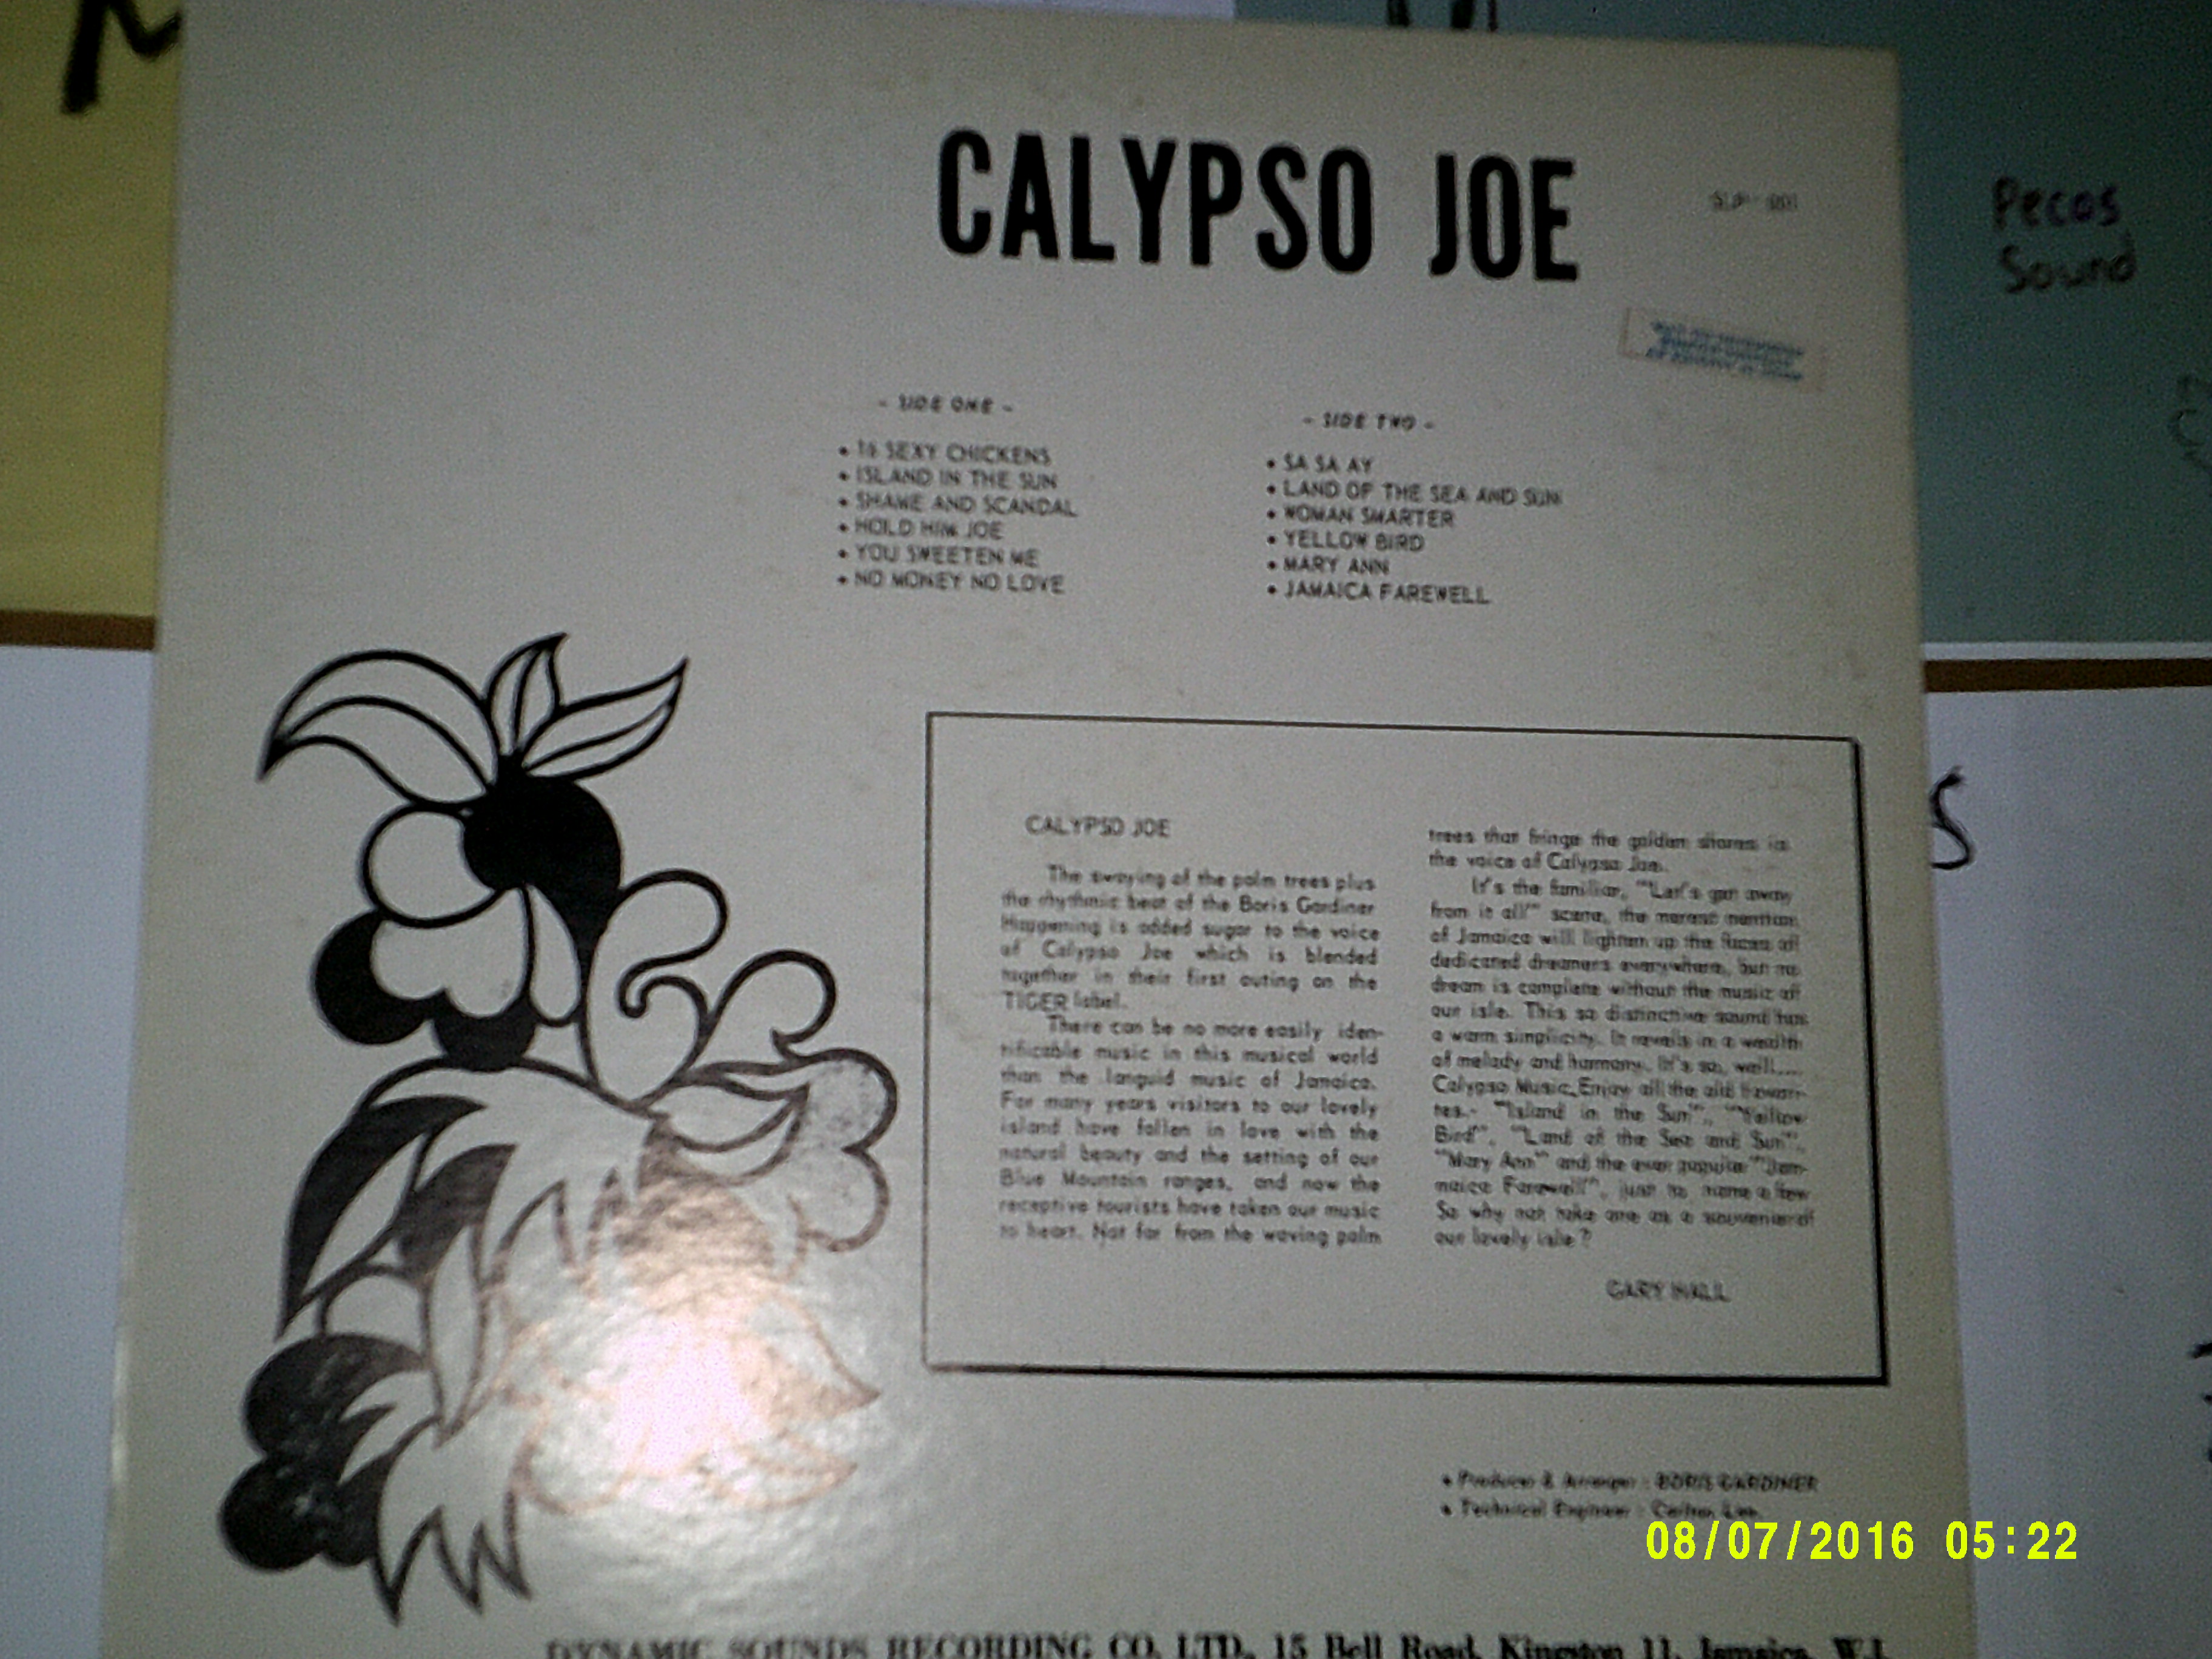 CALYPSO JOE
Pecos
Sound
- SIDE ONE -
16 SEXY CHICKENS
ISLAND IN THE SUN
SHAME AND SCANDAL
HOLD HIM JOE
YOU SWEETEN ME
NO MONEY NO LOVE
- SIDE TWO -
SA SA AY
LAND OF THE SEA AND SUN
WOMAN SMARTER
YELLOW BIRD
MARY ANN
JAMAICA FAREWELL
CALYPSO JOE
The swaying of the palm trees plus
the rhythmic beat of the Boris Gardiner
Happening is added sugar to the voice
of Calypso Joe which is blended
together in their first outing on the
TIGER label.
There can be no more easily iden-
tificable music in this musical world
than the languid music of Jamaica.
For many years visitors to our lovely
island have fallen in love with the
natural beauty and the setting of our
Blue Mountain ranges, and now the
receptive tourists have taken our music
to heart. Not far from the waving palm
trees that fringe the golden shores is
the voice of Calypso Joe.
It's the familiar, "Let's get away
from it all" scene, the merest mention
of Jamaica will lighten up the faces of
dedicated dreamers everywhere, but no
dream is complete without the music of
our isle. This so distinctive sound has
a warm simplicity. It revels in a wealth
of melody and harmony. It's so, well....
Calypso Music. Enjoy all the old favori-
tes.- "Island in the Sun", "Yellow
Bird", "Land of the Sea and Sun",
"Mary Ann" and the ever popular "Jam-
maica Farewell", just to name a few
So why not take one as a souvenir of
our lovely isle?
GARY HALL
Producer & Arranger : BORIS GARDINER
Technical Engineer : Carlton Lee
08/07/2016 05:22
DYNAMIC SOUNDS RECORDING CO. LTD., 15 Bell Road, Kingston 11, Jamaica, W.I.